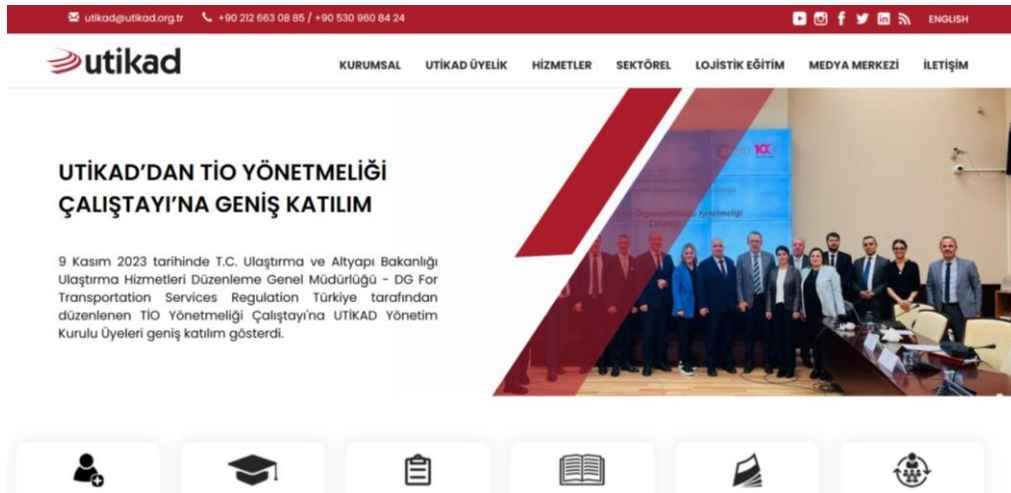 utikad@utikad.org.tr +90 212 663 08 85 / +90 530 960 84 24 ENGLISH
utikad KURUMSAL UTİKAD ÜYELİK HİZMETLER SEKTÖREL LOJİSTİK EĞİTİM MEDYA MERKEZİ İLETİŞİM
UTİKAD’DAN TİO YÖNETMELİĞİ
ÇALIŞTAYI’NA GENİŞ KATILIM
9 Kasım 2023 tarihinde T.C. Ulaştırma ve Altyapı Bakanlığı
Ulaştırma Hizmetleri Düzenleme Genel Müdürlüğü - DG For
Transportation Services Regulation Türkiye tarafından
düzenlenen TİO Yönetmeliği Çalıştayı'na UTİKAD Yönetim
Kurulu Üyeleri geniş katılım gösterdi.